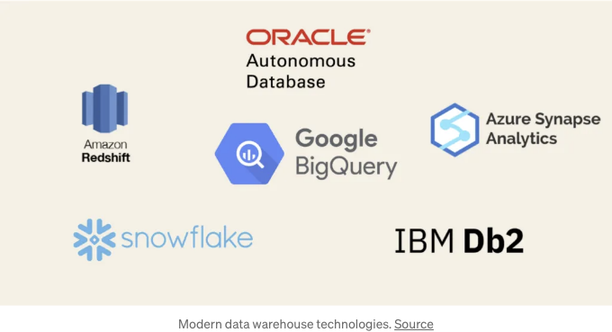 ORACLE
Autonomous
Database
Amazon
Redshift
Google
BigQuery
Azure Synapse
Analytics
snowflake
IBM Db2
Modern data warehouse technologies. Source